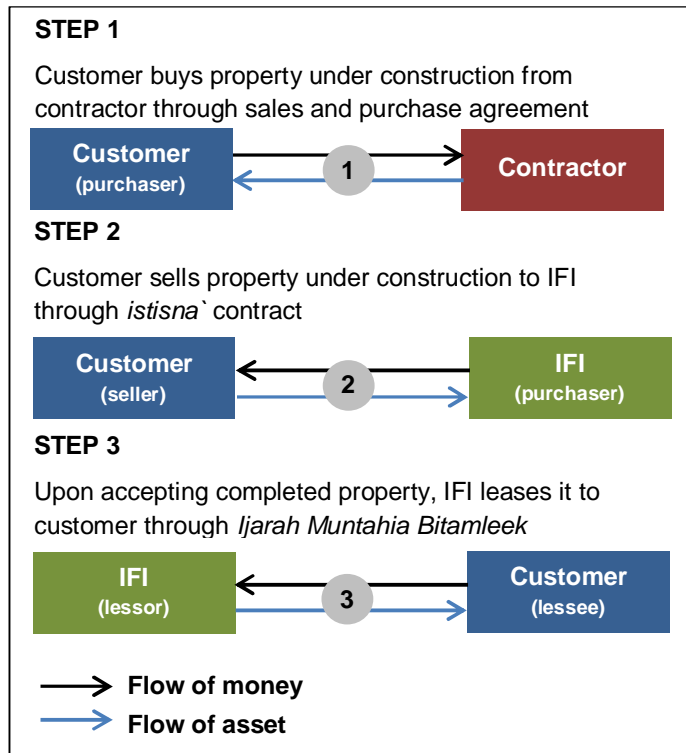 STEP 1
Customer buys property under construction from
contractor through sales and purchase agreement
Customer
(purchaser)
1
Contractor
STEP 2
Customer sells property under construction to IFI
through istisna` contract
Customer
(seller)
2
IFI
(purchaser)
STEP 3
Upon accepting completed property, IFI leases it to
customer through Ijarah Muntahia Bitamleek
IFI
(lessor)
3
Customer
(lessee)
Flow of money
Flow of asset